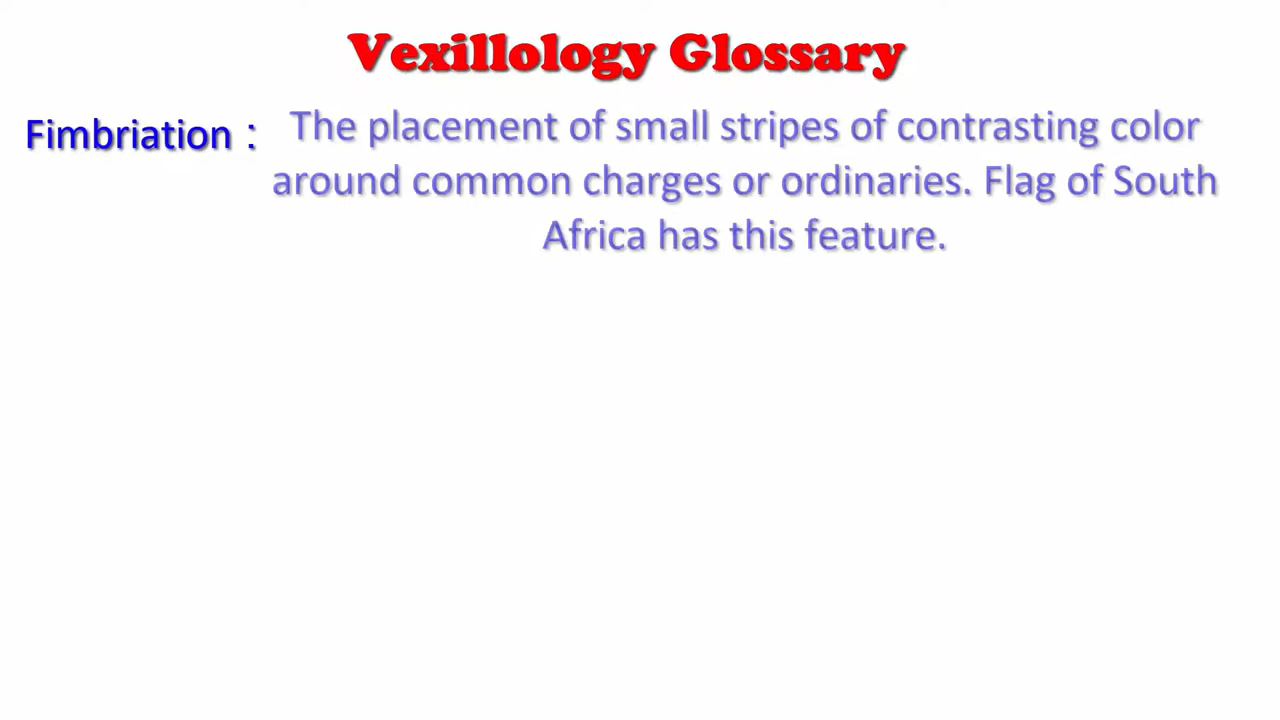 Vexillology Glossary
Fimbriation : The placement of small stripes of contrasting color
around common charges or ordinaries. Flag of South
Africa has this feature.